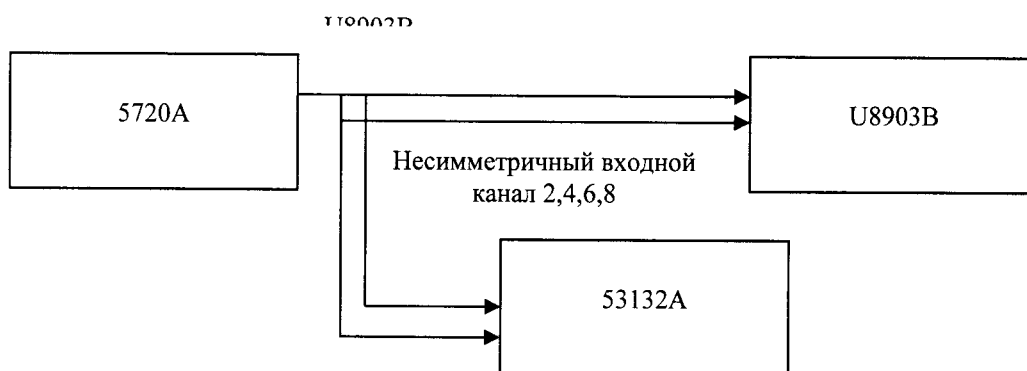 5720A
U8903B
Несимметричный входной
канал 2,4,6,8
53132A